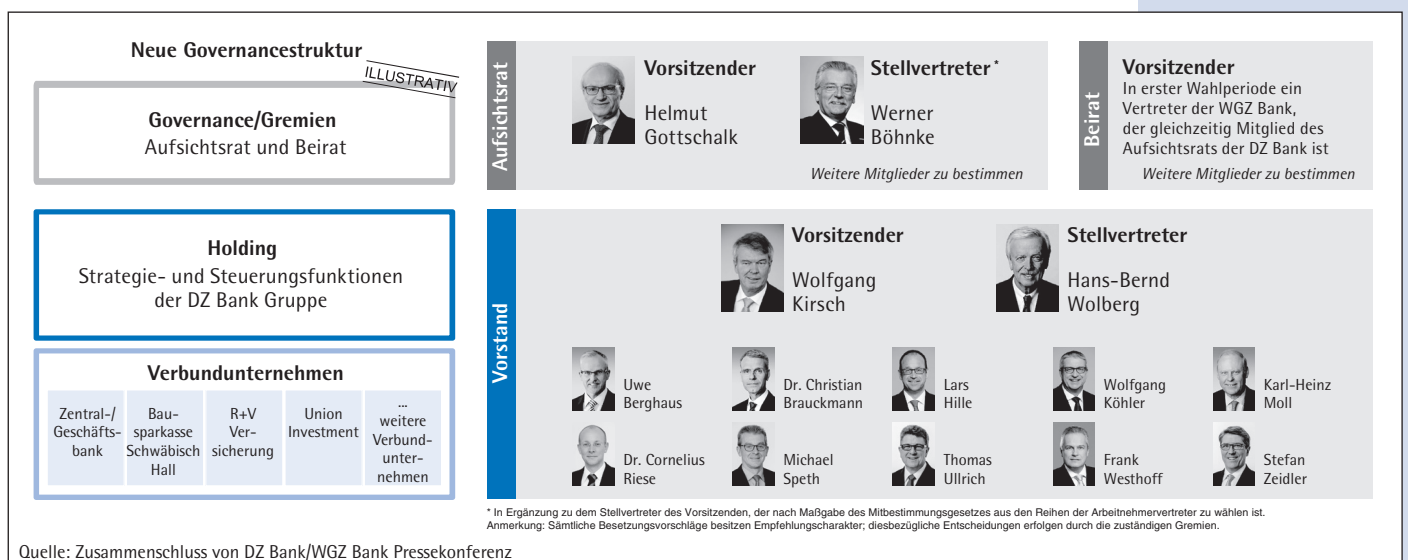 Neue Governancestruktur
ILLUSTRATIV
Governance/Gremien
Aufsichtsrat und Beirat
Holding
Strategie- und Steuerungsfunktionen
der DZ Bank Gruppe
Verbundunternehmen
Zentral-/
Geschäfts-
bank
Bau-
sparkasse
Schwäbisch
Hall
R+V
Ver-
sicherung
Union
Investment
...
weitere
Verbund-
unter-
nehmen
Aufsichtsrat
Vorsitzender
Helmut
Gottschalk
Stellvertreter *
Werner
Böhnke
Weitere Mitglieder zu bestimmen
Beirat
Vorsitzender
In erster Wahlperiode ein
Vertreter der WGZ Bank,
der gleichzeitig Mitglied des
Aufsichtsrats der DZ Bank ist
Weitere Mitglieder zu bestimmen
Vorstand
Vorsitzender
Wolfgang
Kirsch
Stellvertreter
Hans-Bernd
Wolberg
Uwe
Berghaus
Dr. Christian
Brauckmann
Lars
Hille
Wolfgang
Köhler
Karl-Heinz
Moll
Dr. Cornelius
Riese
Michael
Speth
Thomas
Ullrich
Frank
Westhoff
Stefan
Zeidler
* In Ergänzung zu dem Stellvertreter des Vorsitzenden, der nach Maßgabe des Mitbestimmungsgesetzes aus den Reihen der Arbeitnehmervertreter zu wählen ist.
Anmerkung: Sämtliche Besetzungsvorschläge besitzen Empfehlungscharakter; diesbezügliche Entscheidungen erfolgen durch die zuständigen Gremien.
Quelle: Zusammenschluss von DZ Bank/WGZ Bank Pressekonferenz